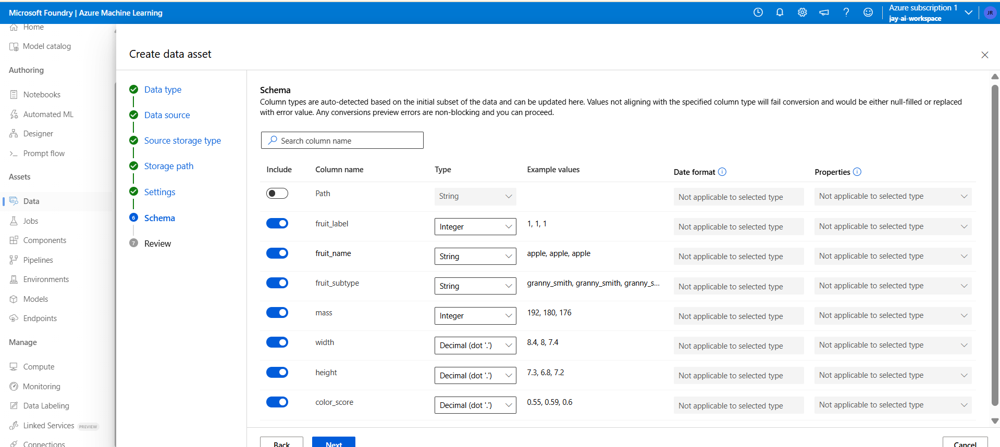 Microsoft Foundry | Azure Machine Learning
Azure subscription 1
jay-ai-workspace
JR
Home
Model catalog
Authoring
Notebooks
Automated ML
Designer
Prompt flow
Assets
Data
Jobs
Components
Pipelines
Environments
Models
Endpoints
Manage
Compute
Monitoring
Data Labeling
Linked Services PREVIEW
Connections
Create data asset
Data type
Data source
Source storage type
Storage path
Settings
6 Schema
7 Review
Schema
Column types are auto-detected based on the initial subset of the data and can be updated here. Values not aligning with the specified column type will fail conversion and would be either null-filled or replaced
with error value. Any conversions preview errors are non-blocking and you can proceed.
Search column name
Include Column name Type Example values Date format Properties
Path String Not applicable to selected type Not applicable to selected type
fruit_label Integer 1, 1, 1 Not applicable to selected type Not applicable to selected type
fruit_name String apple, apple, apple Not applicable to selected type Not applicable to selected type
fruit_subtype String granny_smith, granny_smith, granny_s... Not applicable to selected type Not applicable to selected type
mass Integer 192, 180, 176 Not applicable to selected type Not applicable to selected type
width Decimal (dot '.') 8.4, 8, 7.4 Not applicable to selected type Not applicable to selected type
height Decimal (dot '.') 7.3, 6.8, 7.2 Not applicable to selected type Not applicable to selected type
color_score Decimal (dot '.') 0.55, 0.59, 0.6 Not applicable to selected type Not applicable to selected type
Back Next Cancel